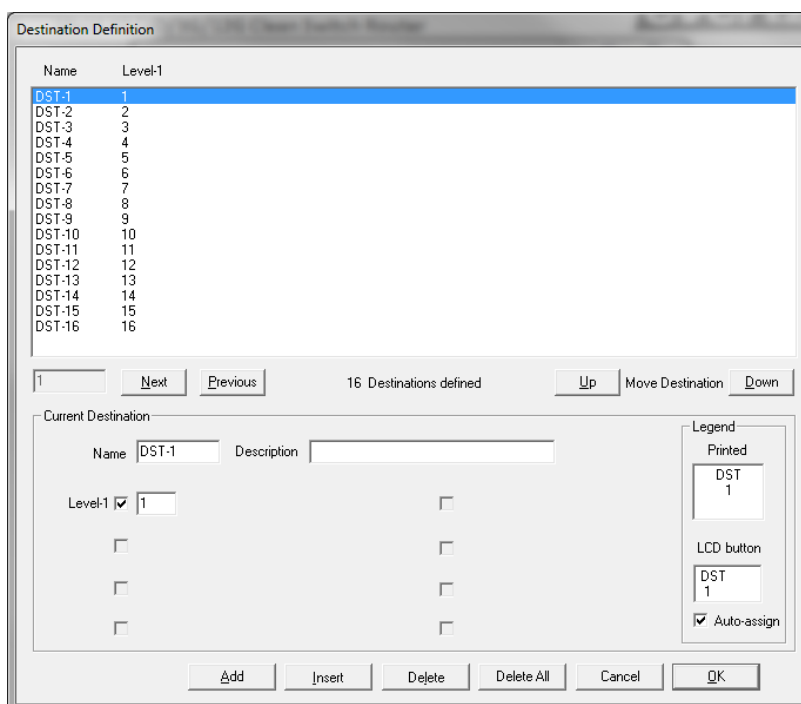 Destination Definition
Name Level-1
DST-1 1
DST-2 2
DST-3 3
DST-4 4
DST-5 5
DST-6 6
DST-7 7
DST-8 8
DST-9 9
DST-10 10
DST-11 11
DST-12 12
DST-13 13
DST-14 14
DST-15 15
DST-16 16
1 Next Previous 16 Destinations defined Up Move Destination Down
Current Destination
Name DST-1 Description
Level-1 1
Legend
Printed
DST
1
LCD button
DST
1
Auto-assign
Add Insert Delete Delete All Cancel OK